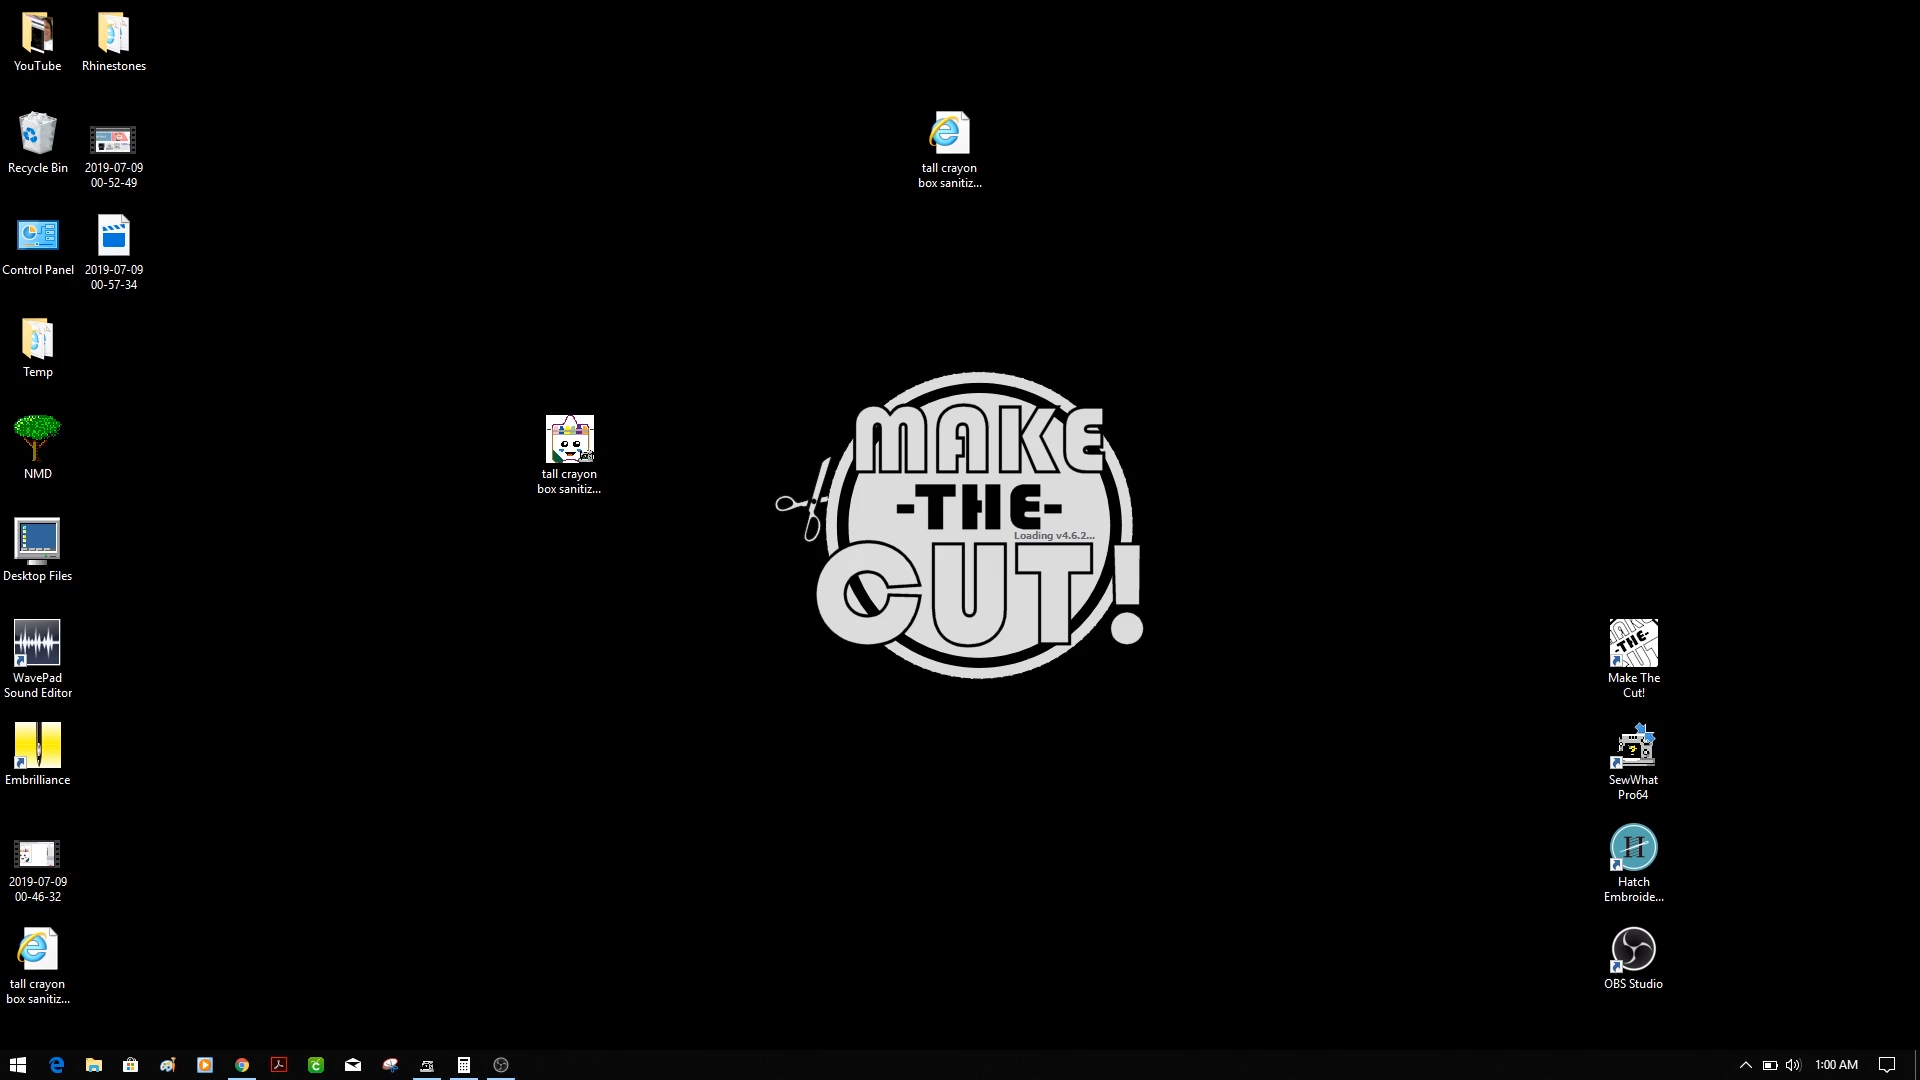 YouTube
Rhinestones
Recycle Bin
2019-07-09
00-52-49
tall crayon
box sanitiz...
Control Panel
2019-07-09
00-57-34
Temp
NMD
tall crayon
box sanitiz...
MAKE
-THE-
Loading v4.6.2...
CUT!
Desktop Files
WavePad
Sound Editor
Make The
Cut!
Embrilliance
SewWhat
Pro64
2019-07-09
00-46-32
Hatch
Embroide...
tall crayon
box sanitiz...
OBS Studio
1:00 AM